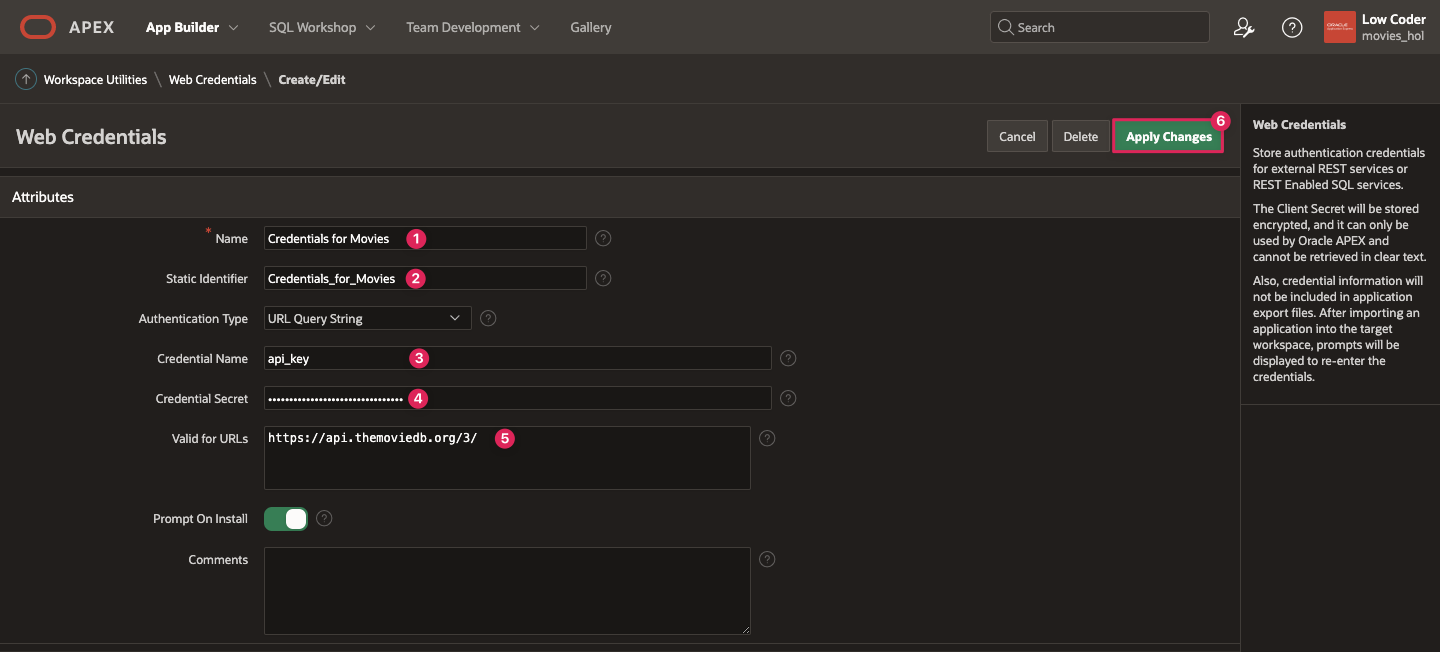 APEX App Builder SQL Workshop Team Development Gallery Search Low Coder
movies_hol
Workspace Utilities \ Web Credentials \ Create/Edit
Web Credentials
Cancel Delete Apply Changes 6
Attributes
* Name Credentials for Movies 1 ?
Static Identifier Credentials_for_Movies 2 ?
Authentication Type URL Query String ?
Credential Name api_key 3 ?
Credential Secret •••••••••••••••••••••••••••••••• 4 ?
Valid for URLs https://api.themoviedb.org/3/ 5 ?
Prompt On Install ?
Comments ?
Web Credentials
Store authentication credentials
for external REST services or
REST Enabled SQL services.
The Client Secret will be stored
encrypted, and it can only be
used by Oracle APEX and
cannot be retrieved in clear text.
Also, credential information will
not be included in application
export files. After importing an
application into the target
workspace, prompts will be
displayed to re-enter the
credentials.